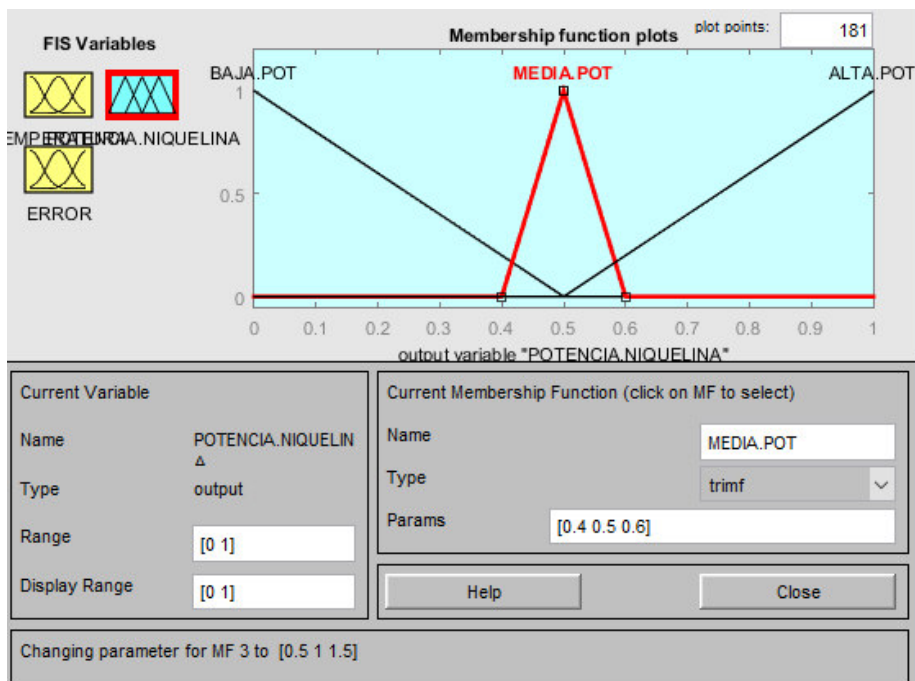 FIS Variables
Membership function plots
plot points:
181
BAJA.POT
MEDIA.POT
ALTA.POT
POTENCIA.NIQUELINA
ERROR
1
0.5
0
0 0.1 0.2 0.3 0.4 0.5 0.6 0.7 0.8 0.9 1
output variable "POTENCIA.NIQUELINA"
Current Variable
Name
POTENCIA.NIQUELIN
Type
output
Range
[0 1]
Display Range
[0 1]
Current Membership Function (click on MF to select)
Name
MEDIA.POT
Type
trimf
Params
[0.4 0.5 0.6]
Help
Close
Changing parameter for MF 3 to [0.5 1 1.5]